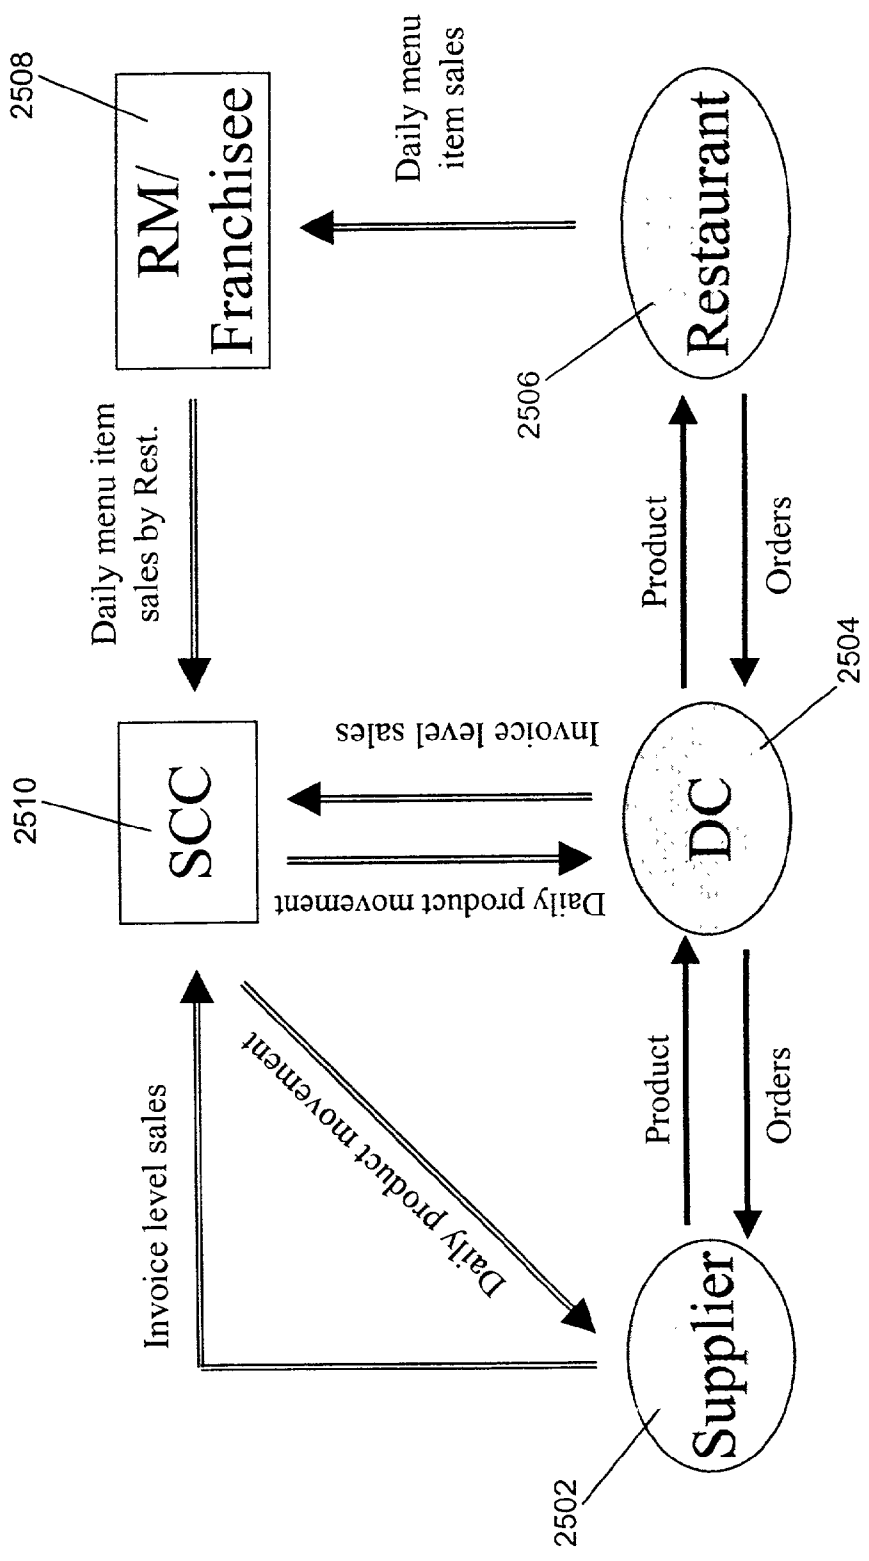 2510
2508
SCC
RM/
Franchisee
Daily menu item
sales by Rest.
Invoice level sales
Daily product movement
Daily product movement
Invoice level sales
Daily menu
item sales
2502
Supplier
Product
Orders
DC
2504
Product
Orders
2506
Restaurant